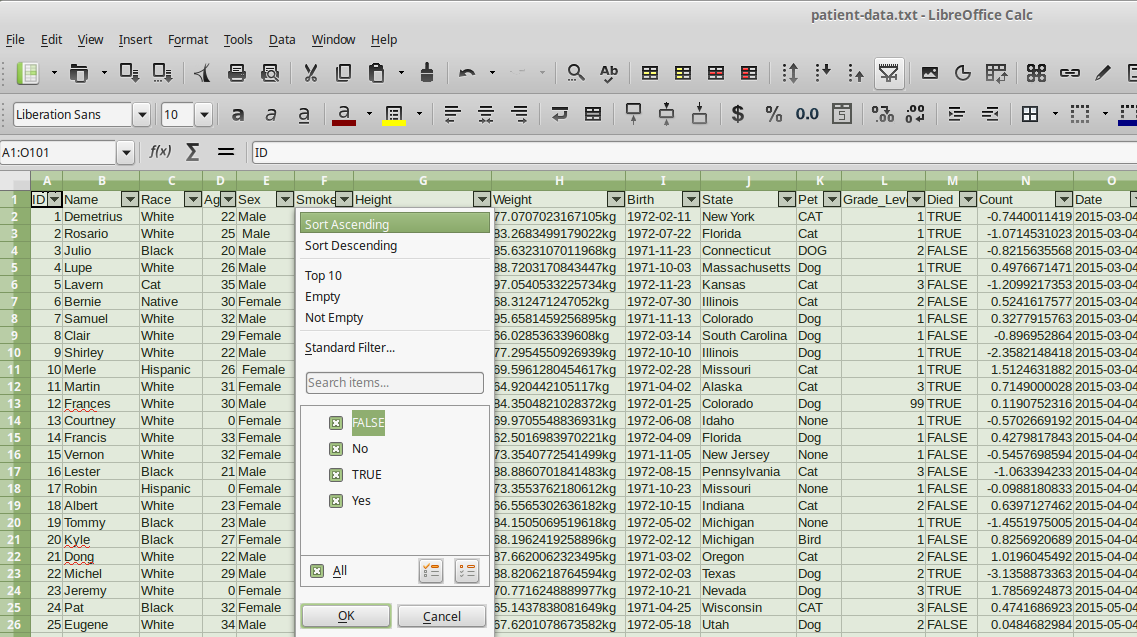 patient-data.txt - LibreOffice Calc
File Edit View Insert Format Tools Data Window Help
Liberation Sans 10 a a a a $ % 0.0
A1:O101 f(x) Σ = ID
A B C D E F G H I J K L M N O
1 ID Name Race Ag Sex Smoke Height Weight Birth State Pet Grade_Leve Died Count Date
2 1 Demetrius White 22 Male 77.0707023167105kg 1972-02-11 New York CAT 1 TRUE -0.7440011419 2015-03-04
3 2 Rosario White 25 Male 83.2683499179022kg 1972-07-22 Florida Cat 1 TRUE -1.0714531023 2015-03-04
4 3 Julio Black 20 Male 85.6323107011968kg 1971-11-23 Connecticut DOG 2 FALSE -0.8215635568 2015-03-04
5 4 Lupe White 26 Male 88.7203170843447kg 1971-10-03 Massachusetts Dog 1 TRUE 0.4976671471 2015-03-04
6 5 Lavern Cat 35 Male 97.0540533225734kg 1972-11-23 Kansas Cat 3 FALSE -1.2099217353 2015-03-04
7 6 Bernie Native 30 Female 68.312471247052kg 1972-07-30 Illinois Cat 2 FALSE 0.5241617577 2015-03-04
8 7 Samuel White 32 Male 95.6581459256895kg 1971-11-13 Colorado Dog 1 FALSE 0.3277915763 2015-03-04
9 8 Clair White 29 Female 66.028536339608kg 1972-03-14 South Carolina Dog 1 FALSE -0.896952864 2015-03-04
10 9 Shirley White 22 Male 77.2954550926939kg 1972-10-10 Illinois Dog 1 TRUE -2.3582148418 2015-03-04
11 10 Merle Hispanic 26 Female 69.5961280454617kg 1972-02-28 Missouri Cat 1 TRUE 1.5124631882 2015-03-04
12 11 Martin White 31 Female 64.920442105117kg 1971-04-02 Alaska Cat 3 TRUE 0.7149000028 2015-03-04
13 12 Frances White 30 Male 84.3504821028372kg 1972-01-25 Colorado Dog 99 TRUE 0.1190752316 2015-04-04
14 13 Courtney White 0 Female 69.9705548836931kg 1972-06-08 Idaho None 1 TRUE -0.5702669192 2015-04-04
15 14 Francis White 33 Female 62.5016983970221kg 1972-04-09 Florida Dog 1 FALSE 0.4279817843 2015-04-04
16 15 Vernon White 32 Female 73.3540772541499kg 1971-11-05 New Jersey None 1 FALSE -0.5457698594 2015-04-04
17 16 Lester Black 21 Male 88.8860701841483kg 1972-08-15 Pennsylvania Cat 3 FALSE -1.063394233 2015-04-04
18 17 Robin Hispanic 0 Female 73.3553762180612kg 1971-10-23 Missouri None 1 FALSE -0.0988180833 2015-04-04
19 18 Albert White 23 Female 66.5565302636182kg 1972-10-15 Indiana Cat 2 FALSE 0.6397127462 2015-04-04
20 19 Tommy Black 23 Male 84.1505069519618kg 1972-05-02 Michigan None 1 TRUE -1.4551975005 2015-04-04
21 20 Kyle Black 27 Female 68.1962419258896kg 1972-02-12 Michigan Bird 1 FALSE 0.8256920689 2015-04-04
22 21 Dong White 22 Male 87.6620062323495kg 1971-03-02 Oregon Cat 2 FALSE 1.0196045492 2015-04-04
23 22 Michel White 29 Male 88.8206218764594kg 1972-02-03 Texas Dog 2 TRUE -3.1358873363 2015-04-04
24 23 Jeremy White 0 Female 70.7716248889977kg 1972-10-21 Nevada Dog 3 TRUE 1.7856924873 2015-04-04
25 24 Pat Black 32 Female 65.1437838081649kg 1971-04-25 Wisconsin CAT 3 FALSE 0.4741686923 2015-05-04
26 25 Eugene White 34 Male 67.6201078673582kg 1972-05-18 Utah Dog 2 FALSE 0.0484682984 2015-05-04
Sort Ascending
Sort Descending
Top 10
Empty
Not Empty
Standard Filter...
Search items...
FALSE
No
TRUE
Yes
All
OK Cancel